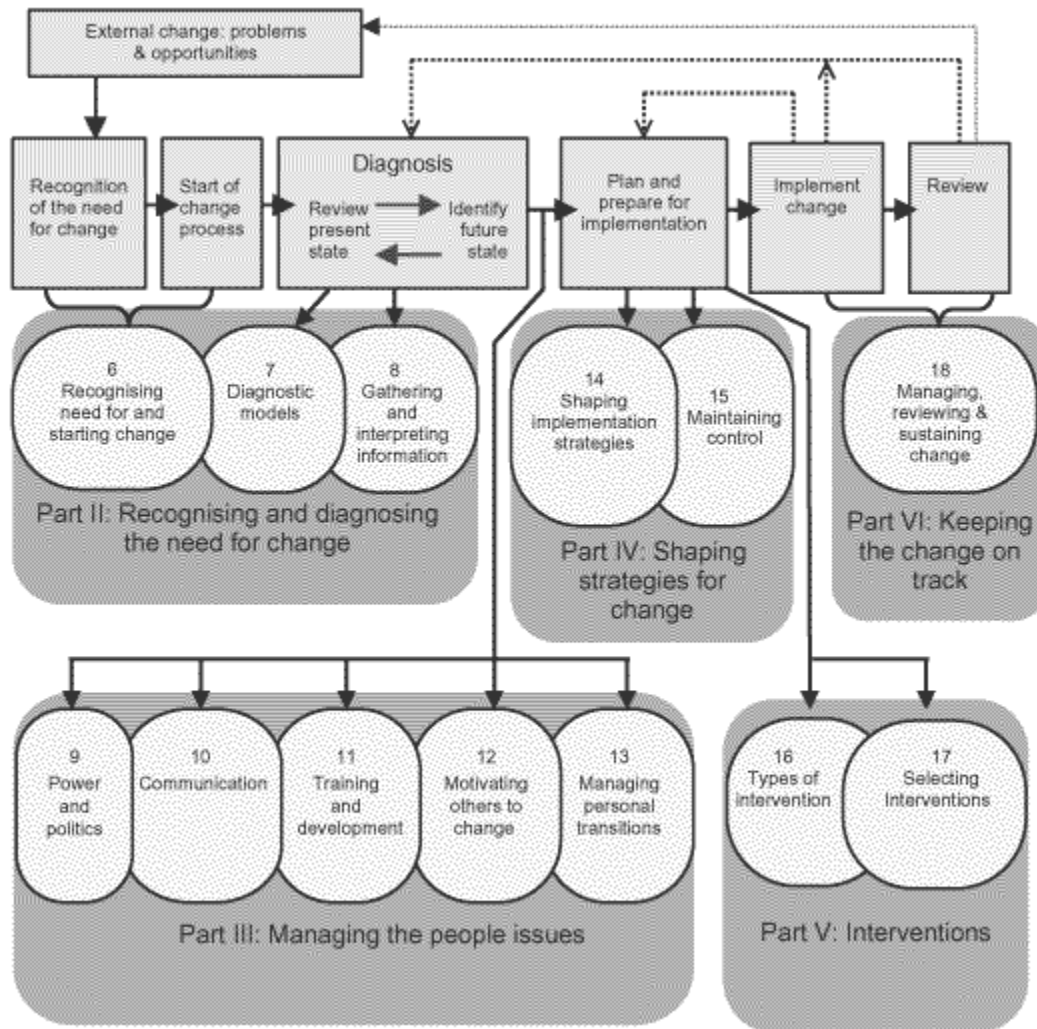 External change: problems
& opportunities
Recognition
of the need
for change
Start of
change
process
Diagnosis
Review
present
state
Identify
future
state
Plan and
prepare for
implementation
Implement
change
Review
6
Recognising
need for and
starting change
7
Diagnostic
models
8
Gathering
and
interpreting
information
Part II: Recognising and diagnosing
the need for change
14
Shaping
implementation
strategies
15
Maintaining
control
Part IV: Shaping
strategies for
change
18
Managing,
reviewing &
sustaining
change
Part VI: Keeping
the change on
track
9
Power
and
politics
10
Communication
11
Training
and
development
12
Motivating
others to
change
13
Managing
personal
transitions
Part III: Managing the people issues
16
Types of
intervention
17
Selecting
Interventions
Part V: Interventions